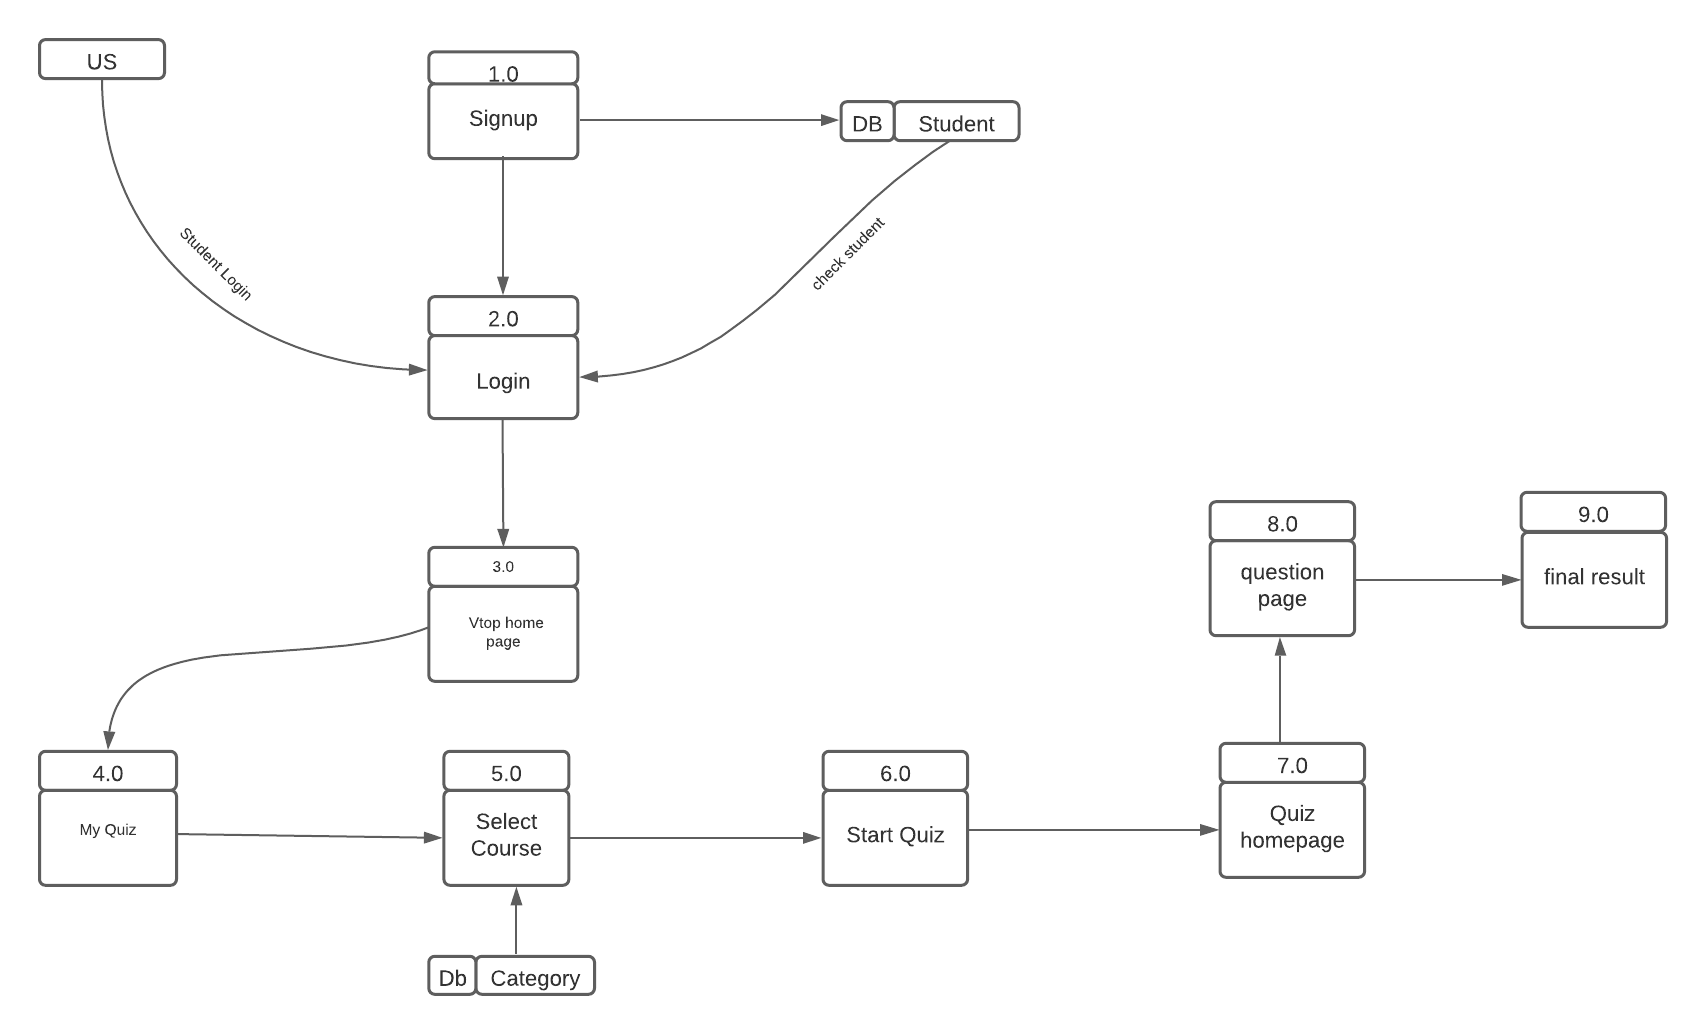 US
1.0
Signup
DB
Student
Student Login
check student
2.0
Login
3.0
Vtop home
page
8.0
question
page
9.0
final result
4.0
My Quiz
5.0
Select
Course
6.0
Start Quiz
7.0
Quiz
homepage
Db
Category